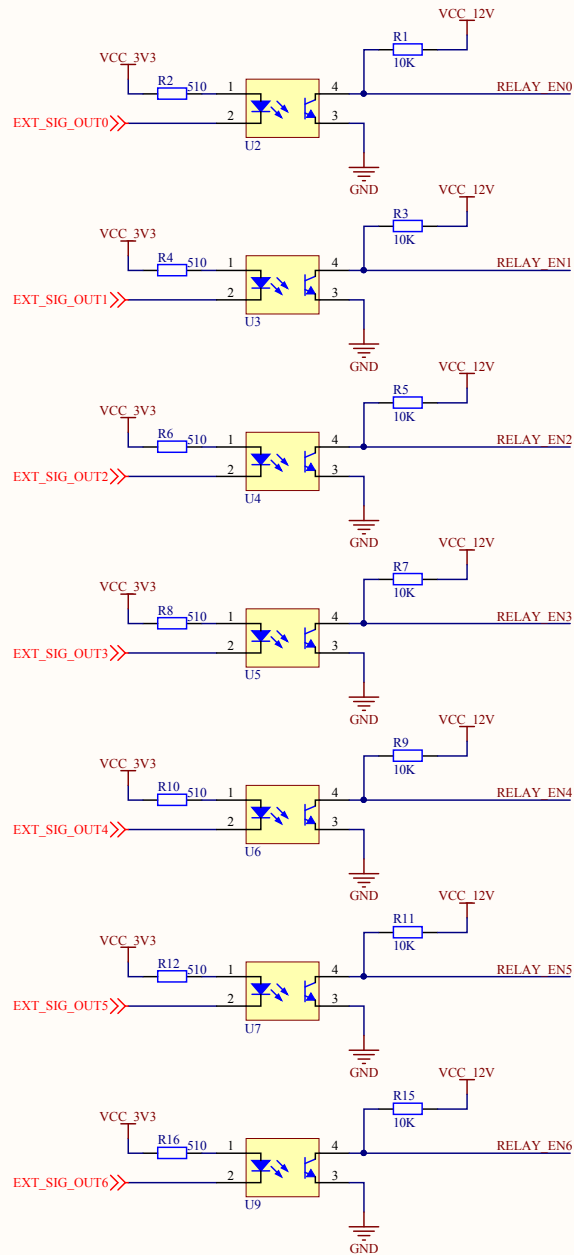 VCC_12V
R1
10K
VCC_3V3
R2 510 1 4 RELAY_EN0
EXT_SIG_OUT0 2 3
U2
GND
VCC_12V
R3
10K
VCC_3V3
R4 510 1 4 RELAY_EN1
EXT_SIG_OUT1 2 3
U3
GND
VCC_12V
R5
10K
VCC_3V3
R6 510 1 4 RELAY_EN2
EXT_SIG_OUT2 2 3
U4
GND
VCC_12V
R7
10K
VCC_3V3
R8 510 1 4 RELAY_EN3
EXT_SIG_OUT3 2 3
U5
GND
VCC_12V
R9
10K
VCC_3V3
R10 510 1 4 RELAY_EN4
EXT_SIG_OUT4 2 3
U6
GND
VCC_12V
R11
10K
VCC_3V3
R12 510 1 4 RELAY_EN5
EXT_SIG_OUT5 2 3
U7
GND
VCC_12V
R15
10K
VCC_3V3
R16 510 1 4 RELAY_EN6
EXT_SIG_OUT6 2 3
U9
GND